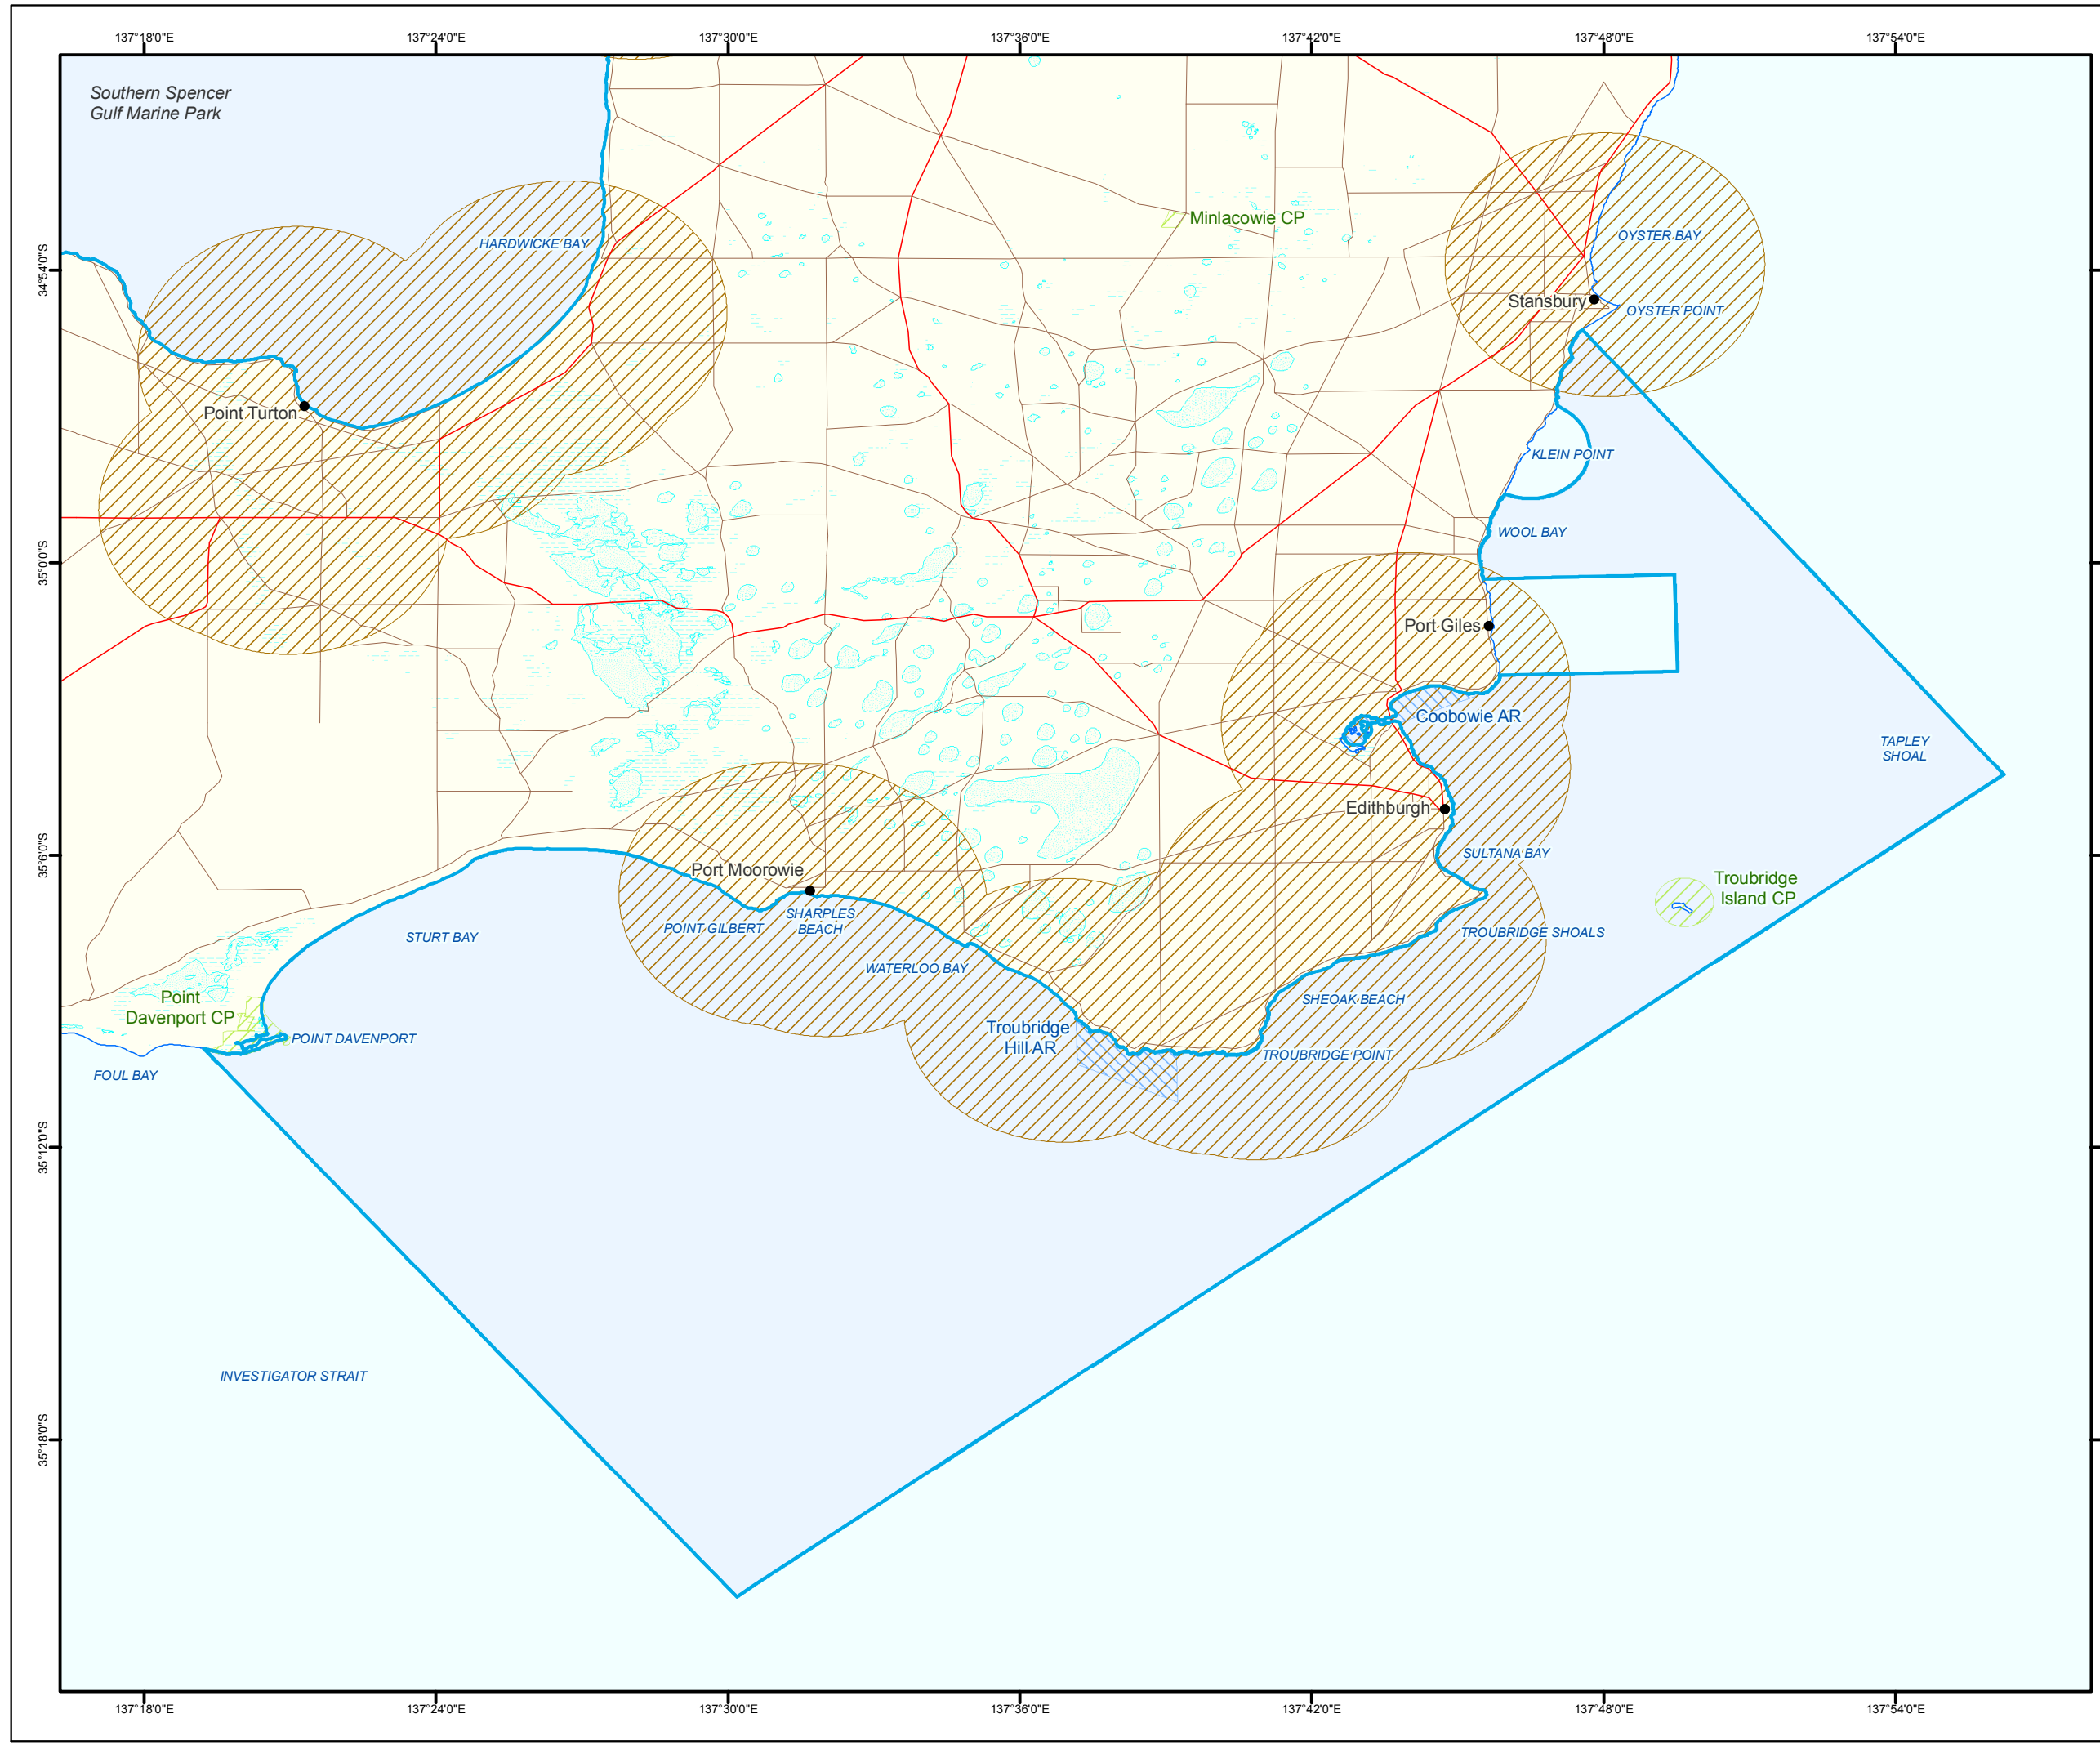 137°18'0"E
137°24'0"E
137°30'0"E
137°36'0"E
137°42'0"E
137°48'0"E
137°54'0"E
Southern Spencer
Gulf Marine Park
Minlacowie CP
HARDWICKE BAY
OYSTER BAY
34°54'0"S
Stansbury
OYSTER POINT
Point Turton
KLEIN POINT
WOOL BAY
35°0'0"S
Port Giles
Coobowie AR
TAPLEY
SHOAL
Edithburgh
35°6'0"S
SULTANA BAY
Port Moorowie
Troubridge
Island CP
SHARPLES
BEACH
POINT GILBERT
TROUBRIDGE SHOALS
STURT BAY
WATERLOO BAY
Point
Davenport CP
SHEOAK BEACH
Troubridge
Hill AR
POINT DAVENPORT
TROUBRIDGE POINT
FOUL BAY
35°12'0"S
INVESTIGATOR STRAIT
35°18'0"S
137°18'0"E
137°24'0"E
137°30'0"E
137°36'0"E
137°42'0"E
137°48'0"E
137°54'0"E